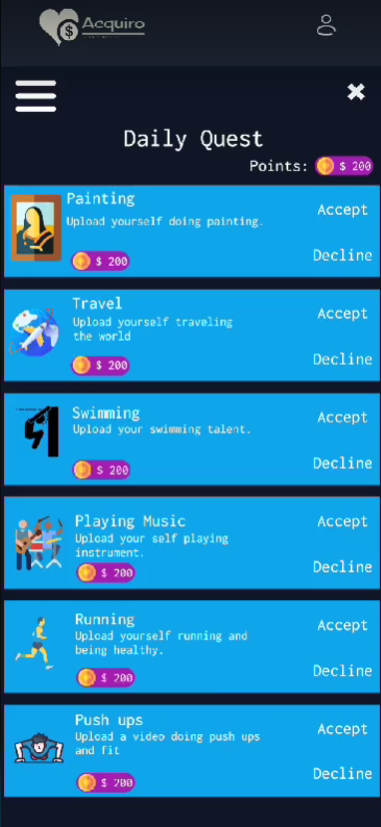 Acquiro
Daily Quest
Points: $ 200
Painting
Upload yourself doing painting.
$ 200
Accept
Decline
Travel
Upload yourself traveling
the world
$ 200
Accept
Decline
Swimming
Upload your swimming talent.
$ 200
Accept
Decline
Playing Music
Upload your self playing
instrument.
$ 200
Accept
Decline
Running
Upload yourself running and
being healthy.
$ 200
Accept
Decline
Push ups
Upload a video doing push ups
and fit
$ 200
Accept
Decline